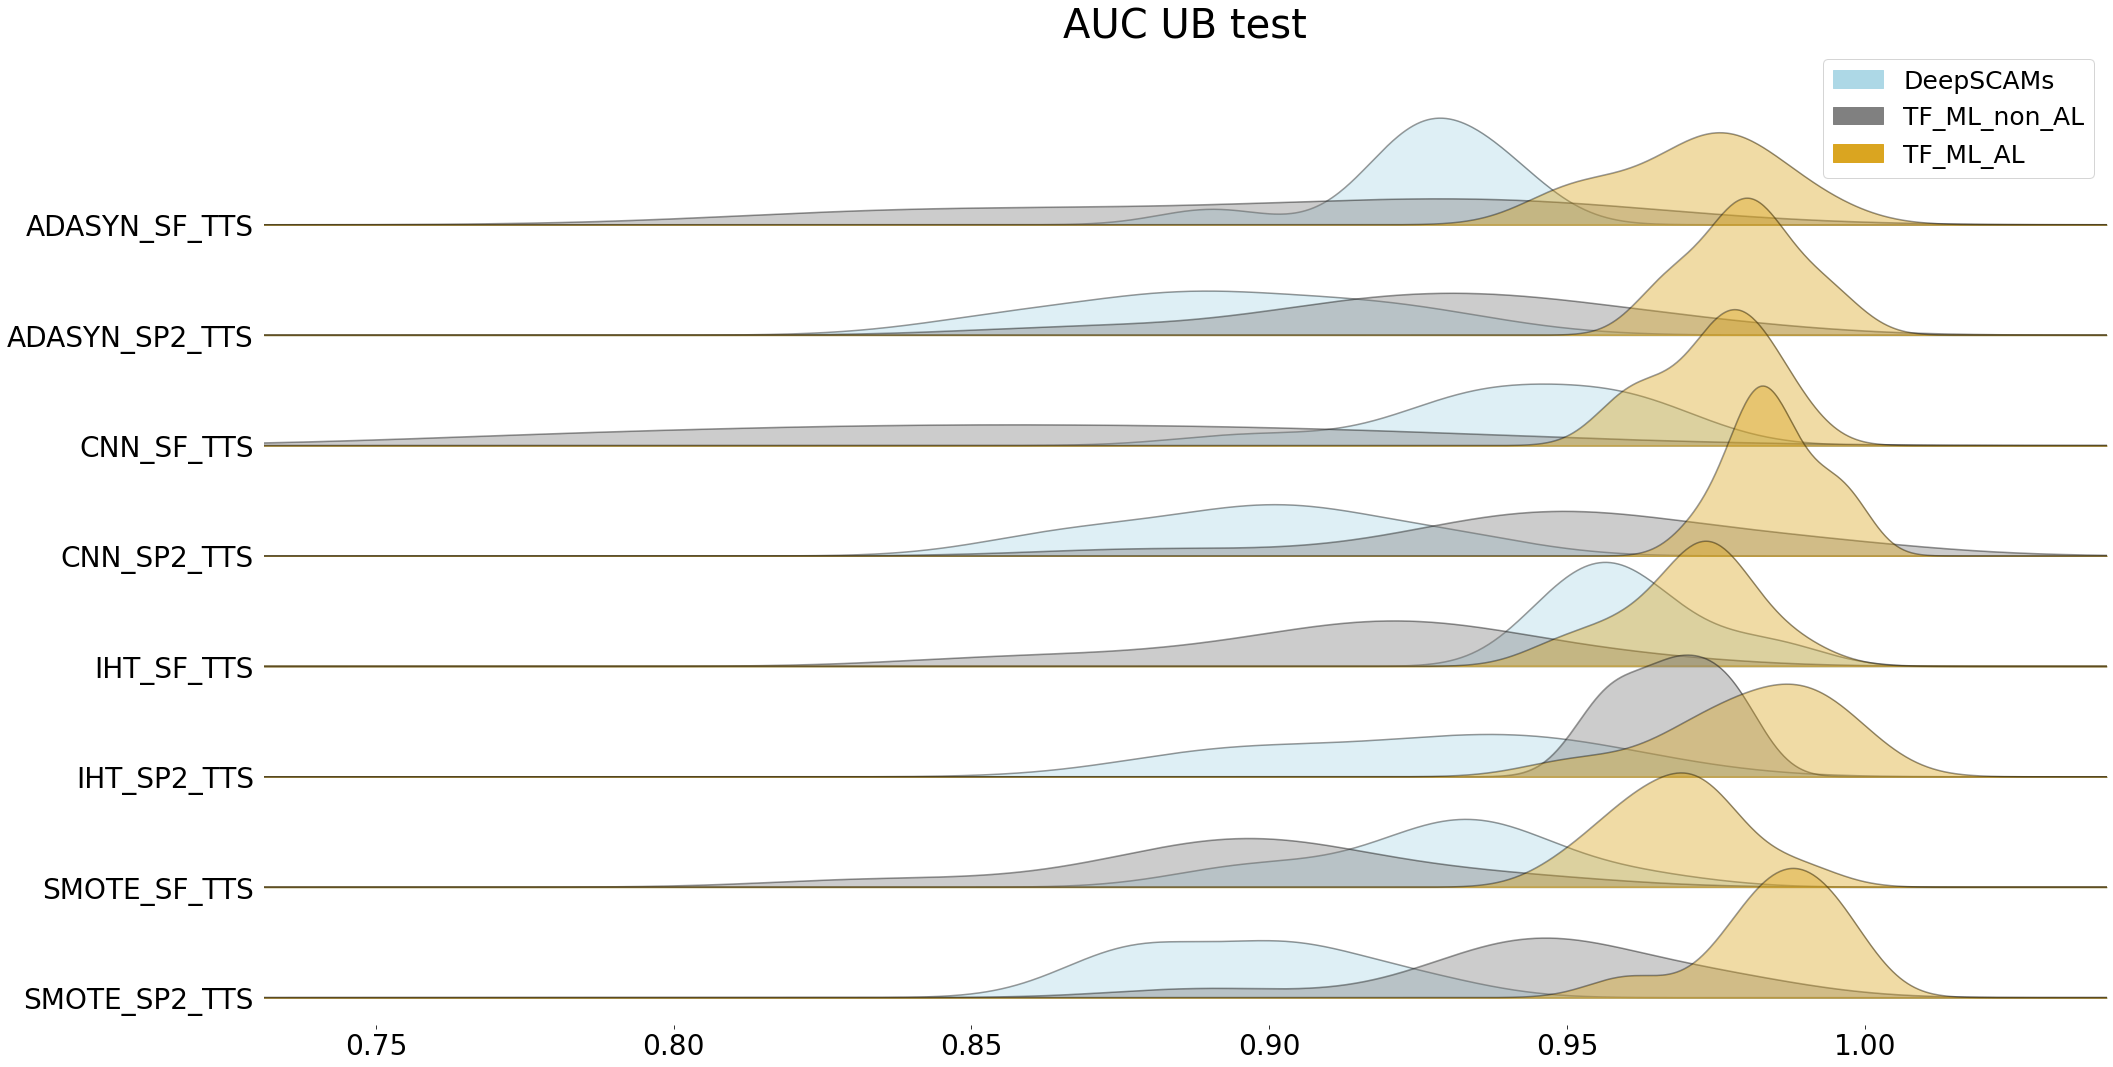 AUC UB test
DeepSCAMs
TF_ML_non_AL
TF_ML_AL
ADASYN_SF_TTS
ADASYN_SP2_TTS
CNN_SF_TTS
CNN_SP2_TTS
IHT_SF_TTS
IHT_SP2_TTS
SMOTE_SF_TTS
SMOTE_SP2_TTS
0.75 0.80 0.85 0.90 0.95 1.00